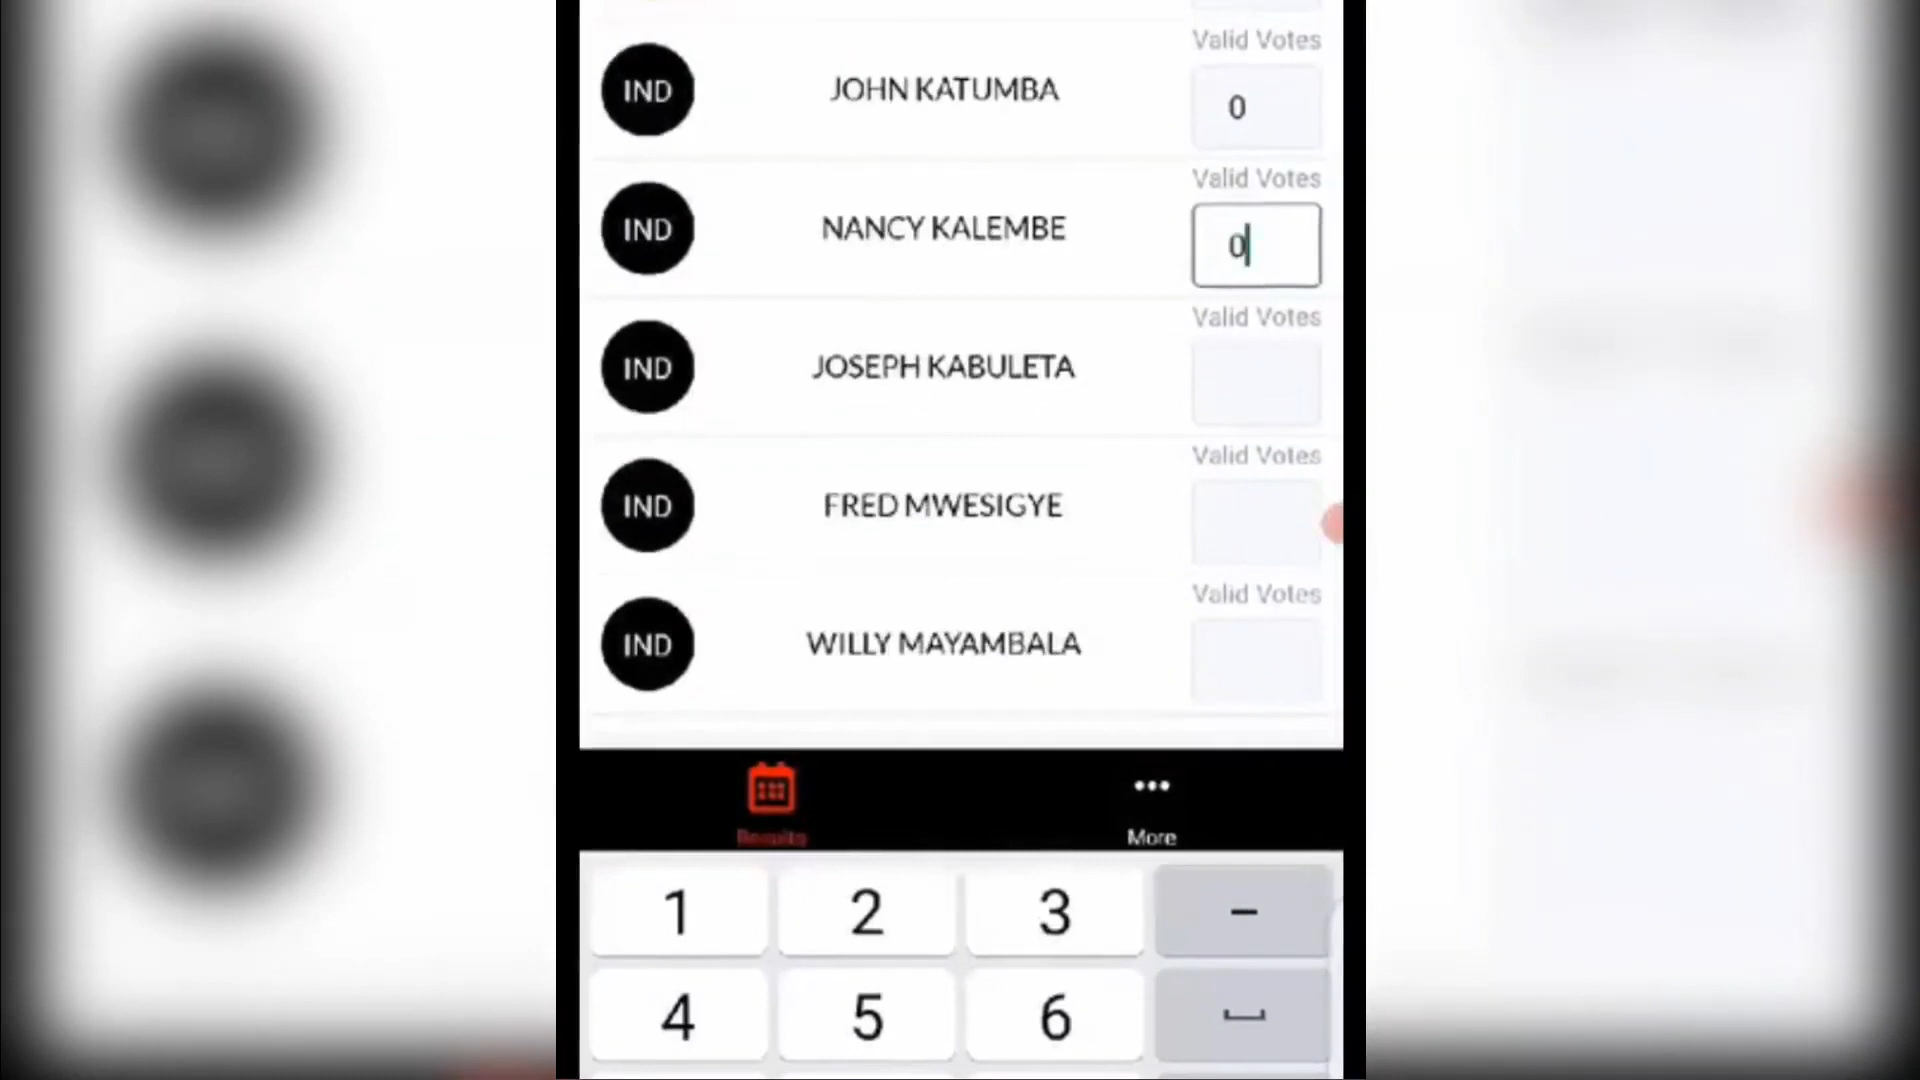 Valid Votes
IND JOHN KATUMBA 0
Valid Votes
IND NANCY KALEMBE 0
Valid Votes
IND JOSEPH KABULETA
Valid Votes
IND FRED MWESIGYE
Valid Votes
IND WILLY MAYAMBALA
Results More
1 2 3 –
4 5 6